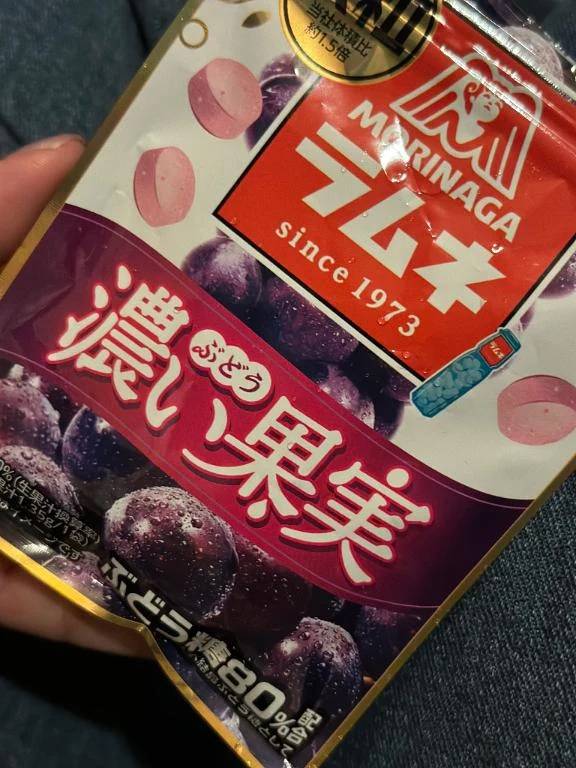 当社体積比
約1.5倍
MORINAGA
ラムネ
since 1973
ラムネ
ぶどう
濃い果実
ぶどう糖80%配合